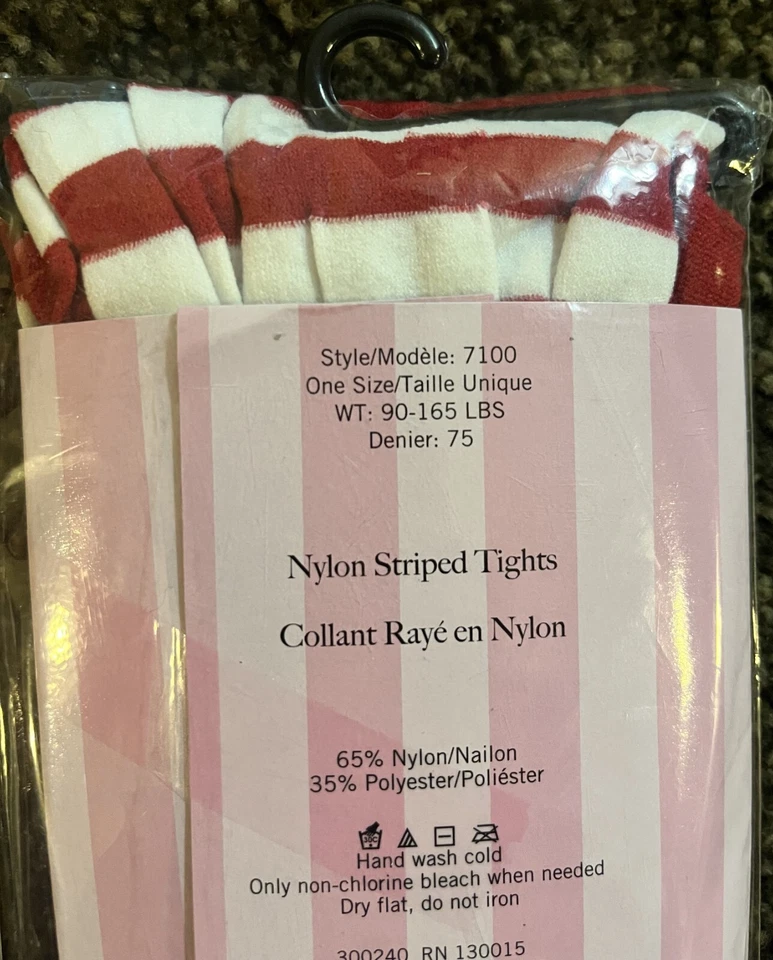 Style/Modèle: 7100
One Size/Taille Unique
WT: 90-165 LBS
Denier: 75
Nylon Striped Tights
Collant Rayé en Nylon
65% Nylon/Nailon
35% Polyester/Poliéster
30C
Hand wash cold
Only non-chlorine bleach when needed
Dry flat, do not iron
300240 RN 130015